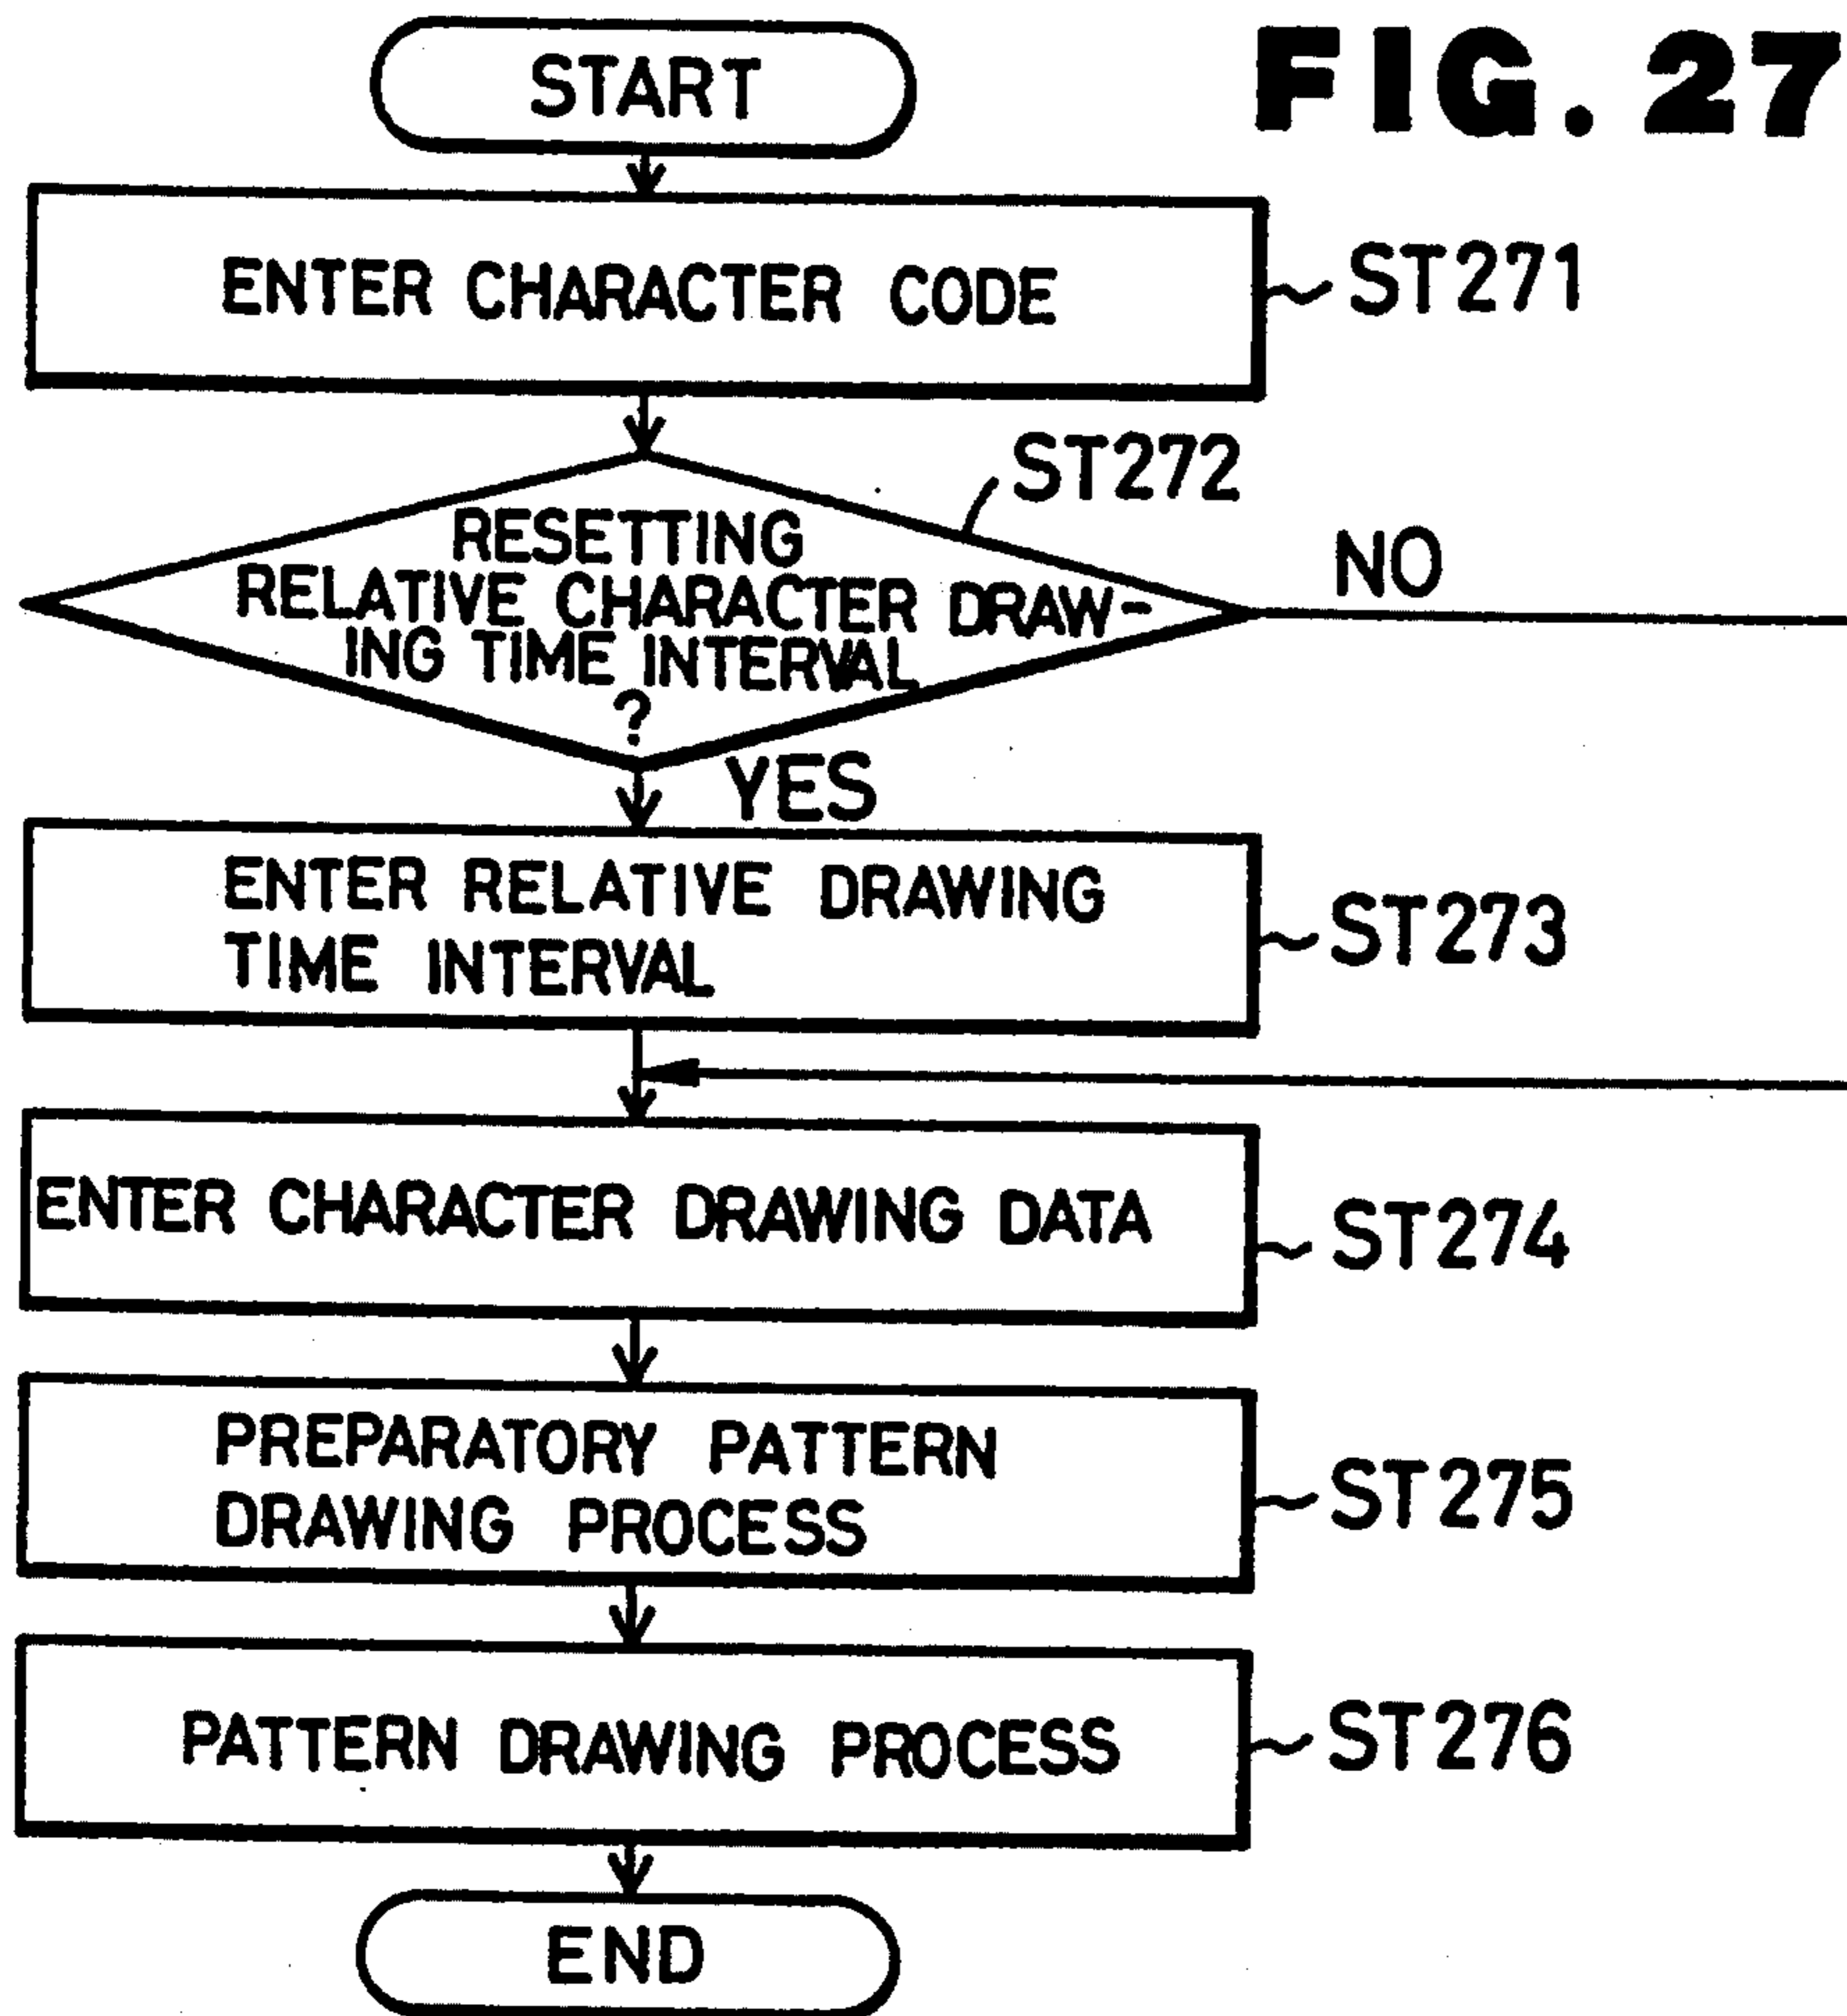 START
FIG. 27
ENTER CHARACTER CODE
ST271
ST272
RESETTING
RELATIVE CHARACTER DRAW-
ING TIME INTERVAL
?
NO
YES
ENTER RELATIVE DRAWING
TIME INTERVAL
ST273
ENTER CHARACTER DRAWING DATA
ST274
PREPARATORY PATTERN
DRAWING PROCESS
ST275
PATTERN DRAWING PROCESS
ST276
END